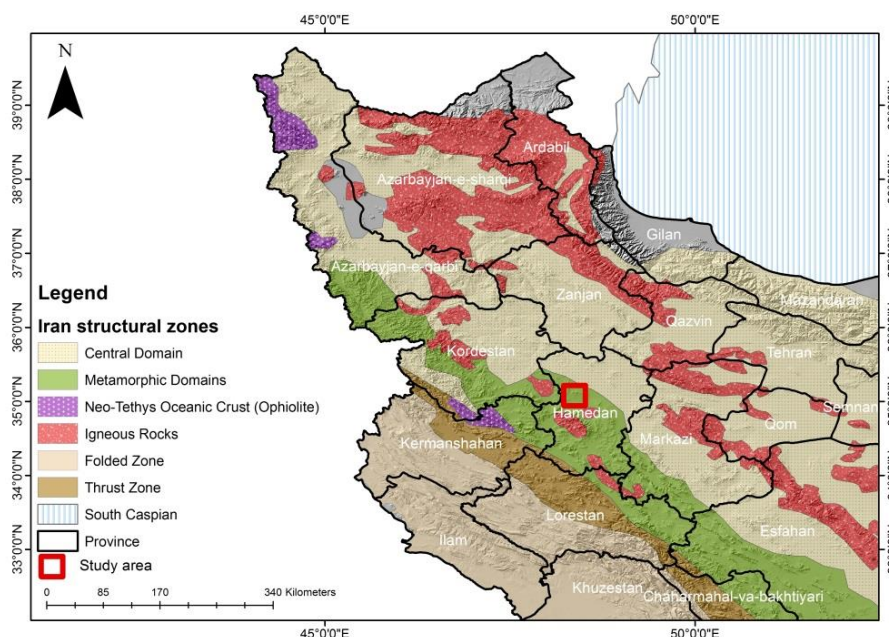 45°0'0"E 50°0'0"E
N
39°0'0"N
38°0'0"N
37°0'0"N
36°0'0"N
35°0'0"N
34°0'0"N
33°0'0"N
Ardabil
Azarbayjan-e-sharqi
Gilan
Azarbayjan-e-qarbi
Zanjan
Mazandaran
Qazvin
Tehran
Kordestan
Semnan
Hamedan
Qom
Markazi
Kermanshahan
Lorestan
Esfahan
Ilam
Khuzestan
Chaharmahal-va-bakhtiyari
Legend
Iran structural zones
Central Domain
Metamorphic Domains
Neo-Tethys Oceanic Crust (Ophiolite)
Igneous Rocks
Folded Zone
Thrust Zone
South Caspian
Province
Study area
0 85 170 340 Kilometers
45°0'0"E 50°0'0"E